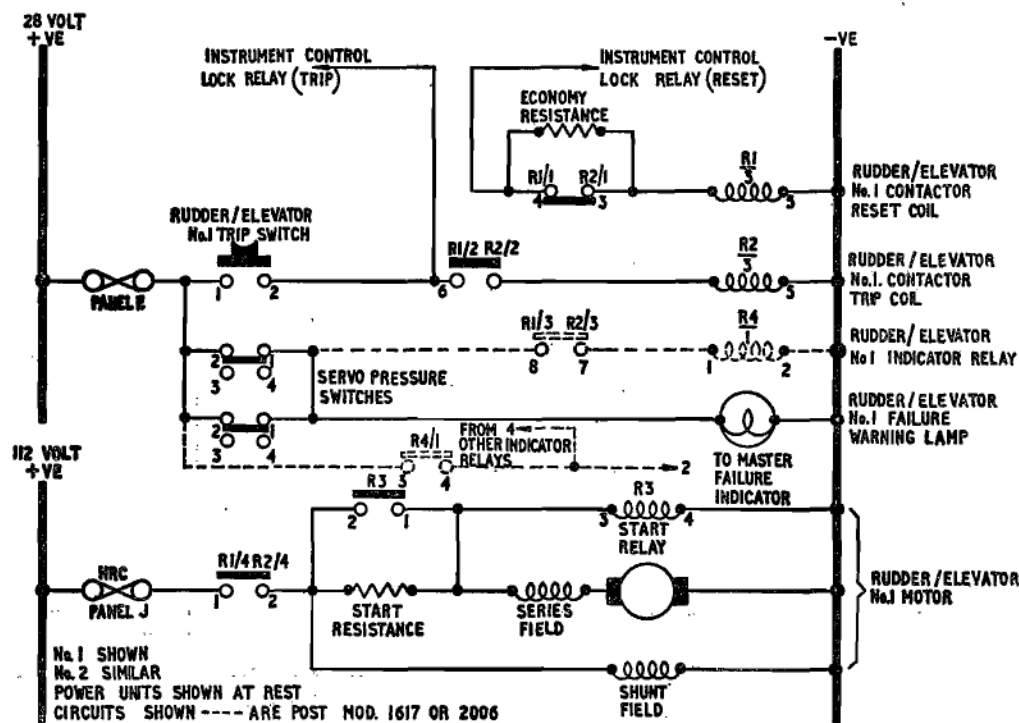 28 VOLT
+ VE
–VE
INSTRUMENT CONTROL
LOCK RELAY (TRIP)
INSTRUMENT CONTROL
LOCK RELAY (RESET)
ECONOMY
RESISTANCE
R1/1 R2/1
4 3
R1
3
5
RUDDER/ELEVATOR
No.1 CONTACTOR
RESET COIL
RUDDER/ELEVATOR
No.1 TRIP SWITCH
1 2
PANEL E
R1/2 R2/2
6
R2
3
5
RUDDER/ELEVATOR
No.1. CONTACTOR
TRIP COIL
R1/3 R2/3
8 7
R4
1
1 2
RUDDER/ELEVATOR
No 1 INDICATOR RELAY
2 1
3 4
SERVO PRESSURE
SWITCHES
2 1
3 4
RUDDER/ELEVATOR
No.1 FAILURE
WARNING LAMP
FROM 4
OTHER INDICATOR
RELAYS
R4/1
3 4
2
TO MASTER
FAILURE
INDICATOR
112 VOLT
+ VE
R3
2 1
R3
3 4
START
RELAY
HRC
PANEL J
R1/4 R2/4
1 2
START
RESISTANCE
SERIES
FIELD
RUDDER/ELEVATOR
No.1 MOTOR
SHUNT
FIELD
No.1 SHOWN
No.2 SIMILAR
POWER UNITS SHOWN AT REST
CIRCUITS SHOWN ---- ARE POST MOD. 1617 OR 2006